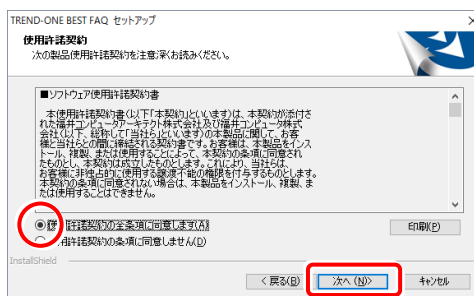 TREND-ONE BEST FAQ セットアップ
使用許諾契約
次の製品使用許諾契約を注意深くお読みください。
■ソフトウェア使用許諾契約書
本使用許諾契約書(以下「本契約」といいます)は、本契約が添付さ
れた福井コンピュータアーキテクト株式会社及び福井コンピュータ株式
会社(以下、総称して「当社ら」といいます)の本製品に関して、お客
様と当社らとの間に締結される契約書です。お客様は、本製品をインス
トール、複製、または使用することによって、本契約の条項に同意され
たものとし、本契約は成立したものとします。これにより、当社らは、
お客様に非独占的に使用する譲渡不能の権限を付与するものとします。
本契約の条項に同意されない場合は、本製品をインストール、複製、ま
たは使用することはできません。
使用許諾契約の全条項に同意します(A)
用許諾契約の条項に同意しません(D)
印刷(P)
InstallShield
< 戻る(B)
次へ (N)>
キャンセル